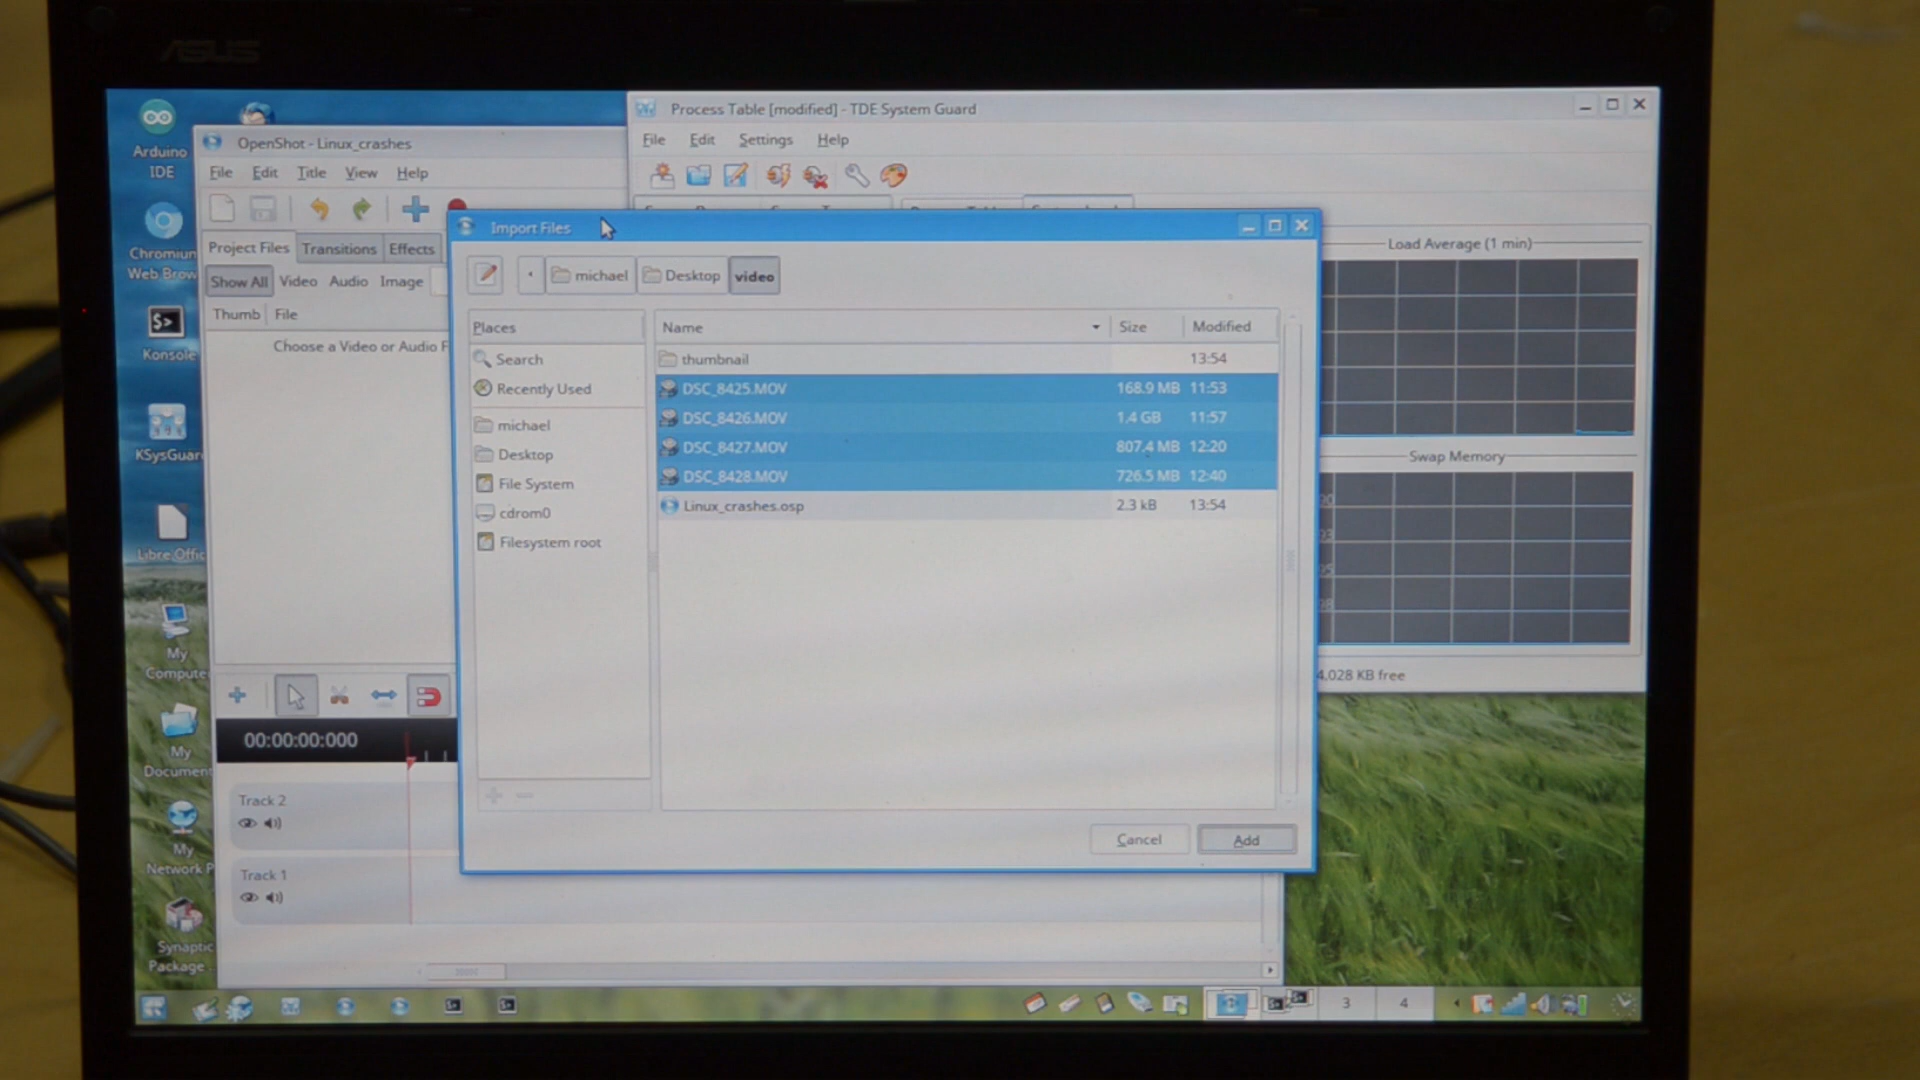 ASUS
Arduino
IDE
Chromium
Web Brow
Konsole
KSysGuar
Libre Offic
My
Compute
My
Document
My
Network P
Synaptic
Package
OpenShot - Linux_crashes
File Edit Title View Help
Project Files Transitions Effects
Show All Video Audio Image
Thumb File
Choose a Video or Audio F
00:00:00:000
Track 2
Track 1
Process Table [modified] - TDE System Guard
File Edit Settings Help
Load Average (1 min)
Swap Memory
4,028 KB free
Import Files
michael Desktop video
Places
Search
Recently Used
michael
Desktop
File System
cdrom0
Filesystem root
Name Size Modified
thumbnail 13:54
DSC_8425.MOV 168.9 MB 11:53
DSC_8426.MOV 1.4 GB 11:57
DSC_8427.MOV 807.4 MB 12:20
DSC_8428.MOV 726.5 MB 12:40
Linux_crashes.osp 2.3 kB 13:54
Cancel Add
3 4